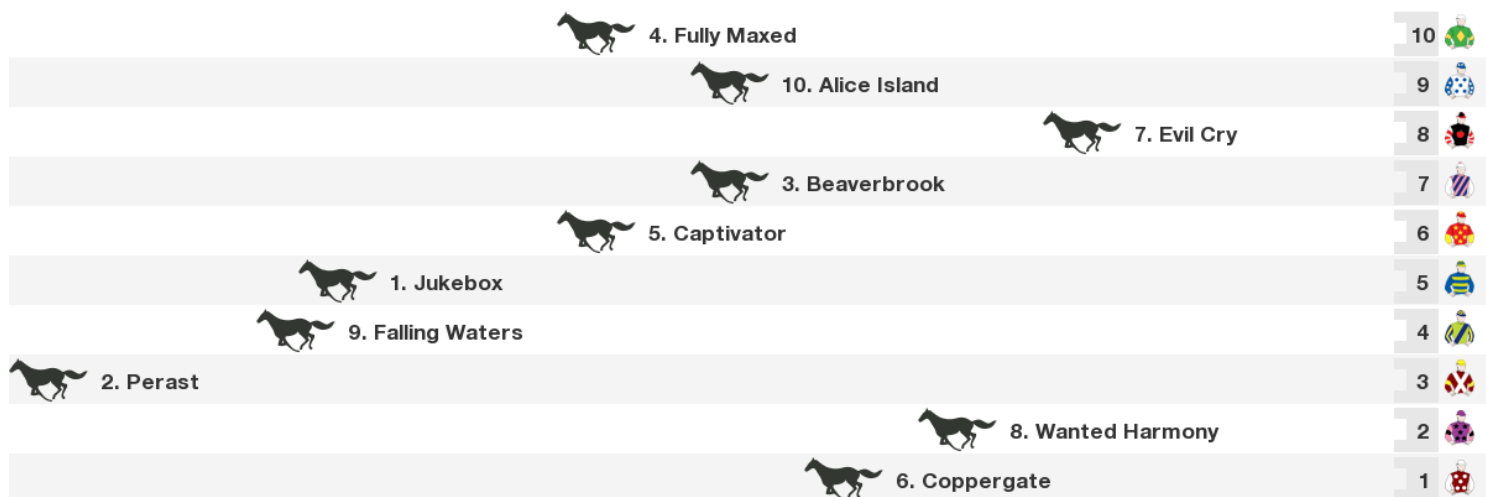 4. Fully Maxed 10
10. Alice Island 9
7. Evil Cry 8
3. Beaverbrook 7
5. Captivator 6
1. Jukebox 5
9. Falling Waters 4
2. Perast 3
8. Wanted Harmony 2
6. Coppergate 1